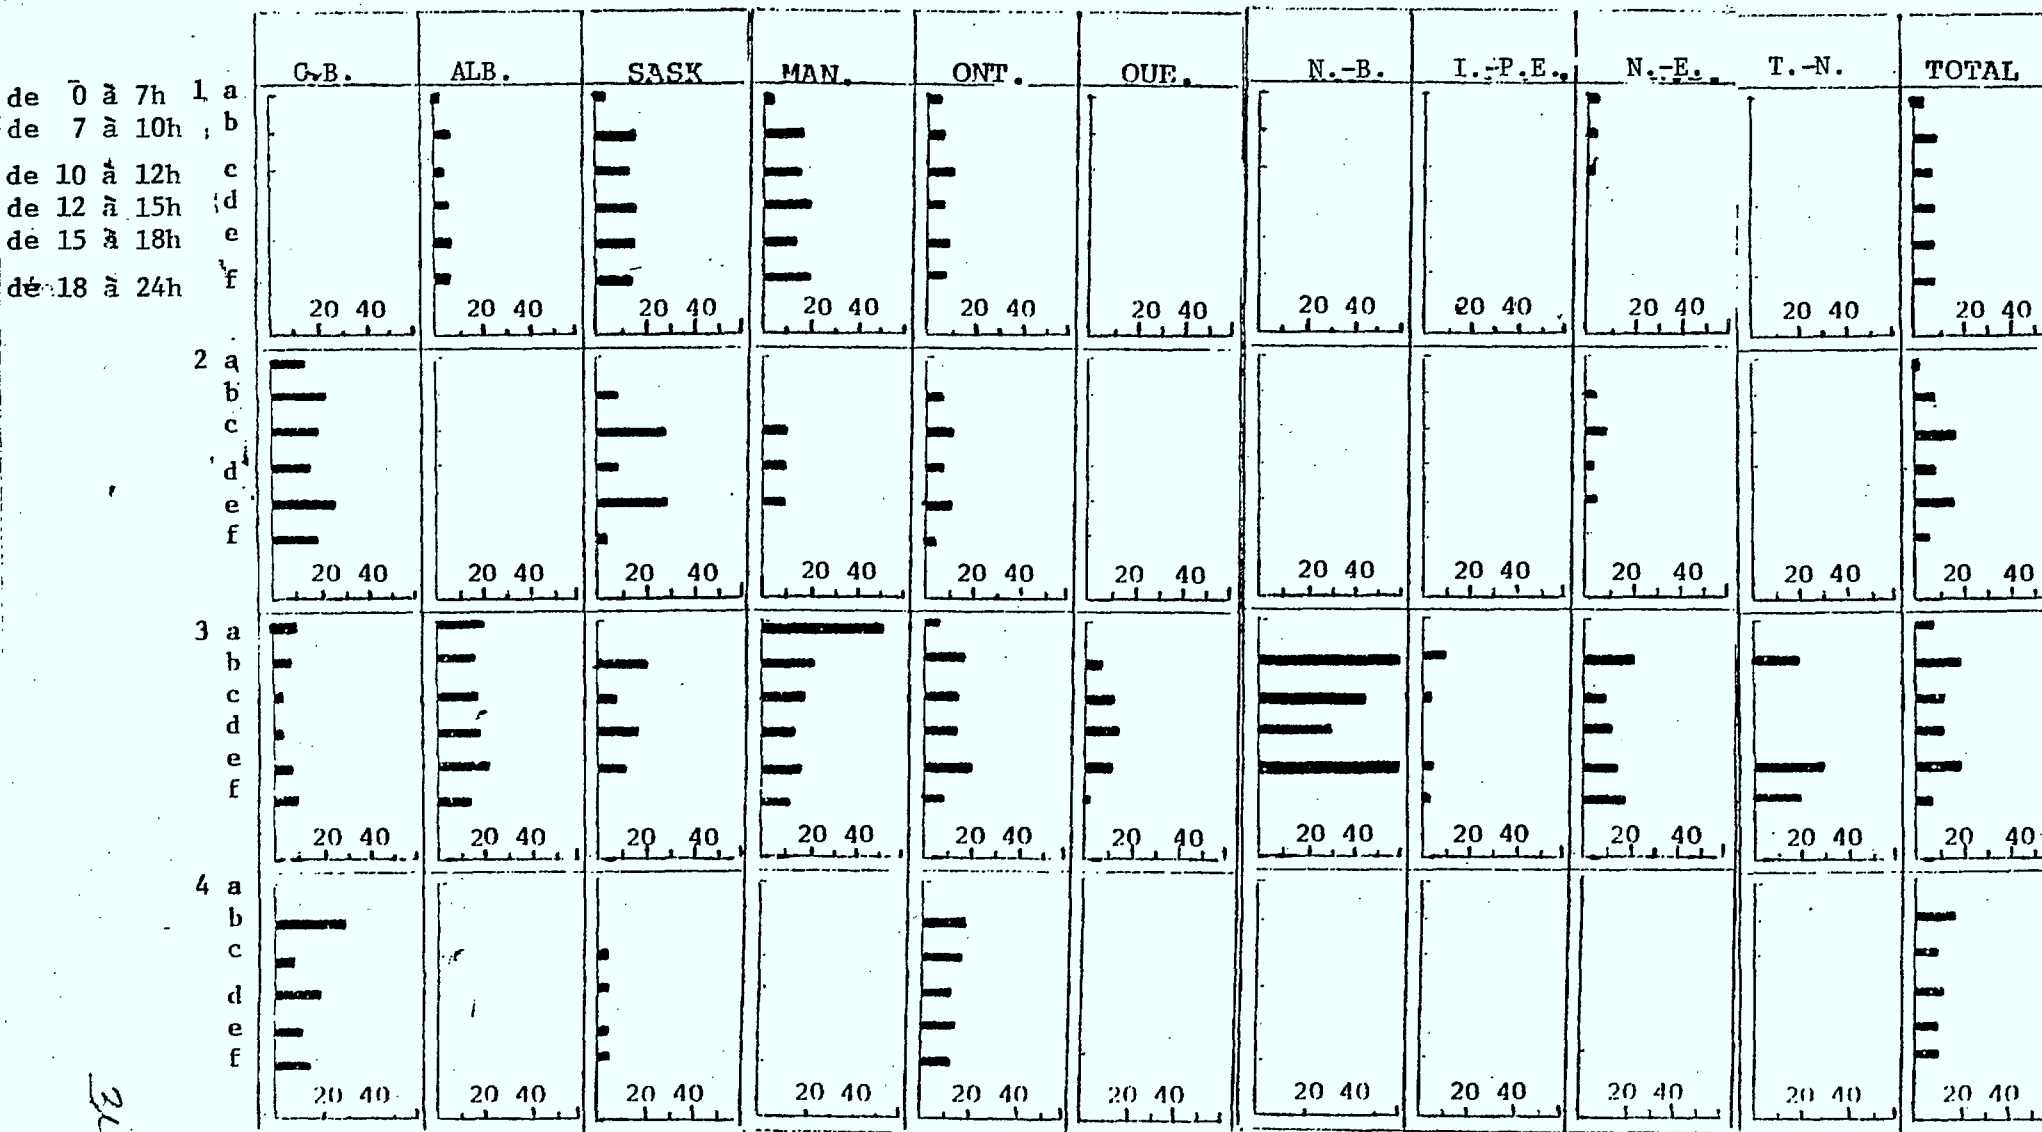 C.-B. ALB. SASK MAN. ONT. QUE. N.-B. I.-P.E. N.-E. T.-N. TOTAL
de 0 à 7h 1 a
de 7 à 10h b
de 10 à 12h c
de 12 à 15h d
de 15 à 18h e
de 18 à 24h f
20 40 20 40 20 40 20 40 20 40 20 40 20 40 20 40 20 40 20 40 20 40
2 a
b
c
d
e
f
20 40 20 40 20 40 20 40 20 40 20 40 20 40 20 40 20 40 20 40 20 40
3 a
b
c
d
e
f
20 40 20 40 20 40 20 40 20 40 20 40 20 40 20 40 20 40 20 40 20 40
4 a
b
c
d
e
f
20 40 20 40 20 40 20 40 20 40 20 40 20 40 20 40 20 40 20 40 20 40